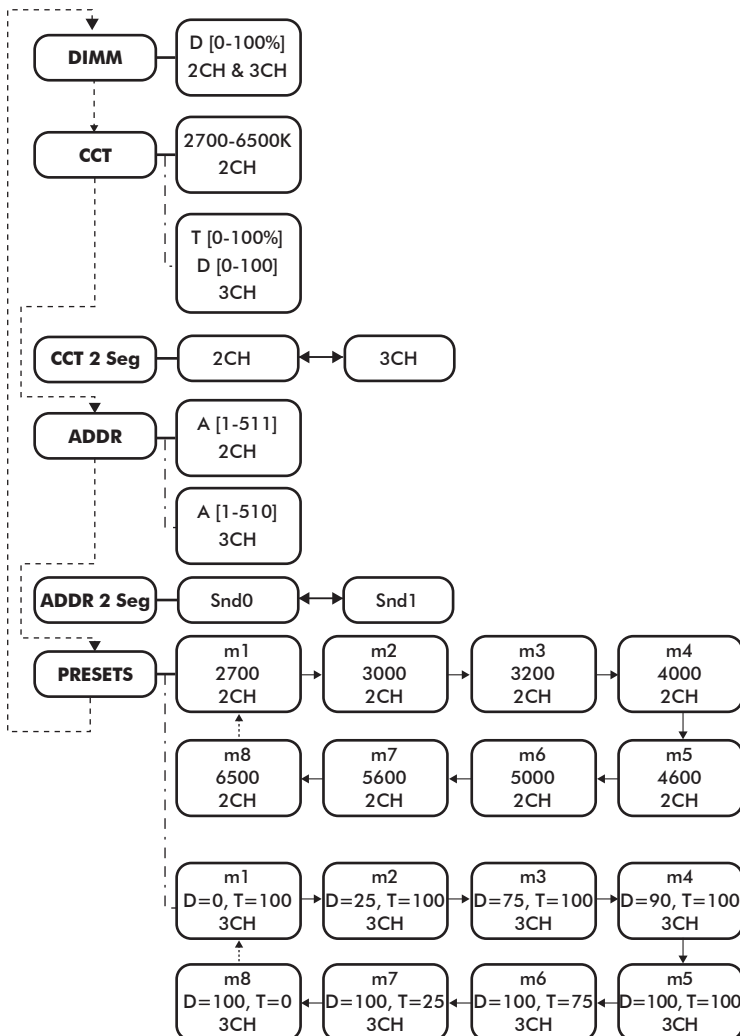 DIMM
D [0-100%]
2CH & 3CH
CCT
2700-6500K
2CH
T [0-100%]
D [0-100]
3CH
CCT 2 Seg
2CH
3CH
ADDR
A [1-511]
2CH
A [1-510]
3CH
ADDR 2 Seg
Snd0
Snd1
PRESETS
m1
2700
2CH
m2
3000
2CH
m3
3200
2CH
m4
4000
2CH
m8
6500
2CH
m7
5600
2CH
m6
5000
2CH
m5
4600
2CH
m1
D=0, T=100
3CH
m2
D=25, T=100
3CH
m3
D=75, T=100
3CH
m4
D=90, T=100
3CH
m8
D=100, T=0
3CH
m7
D=100, T=25
3CH
m6
D=100, T=75
3CH
m5
D=100, T=100
3CH